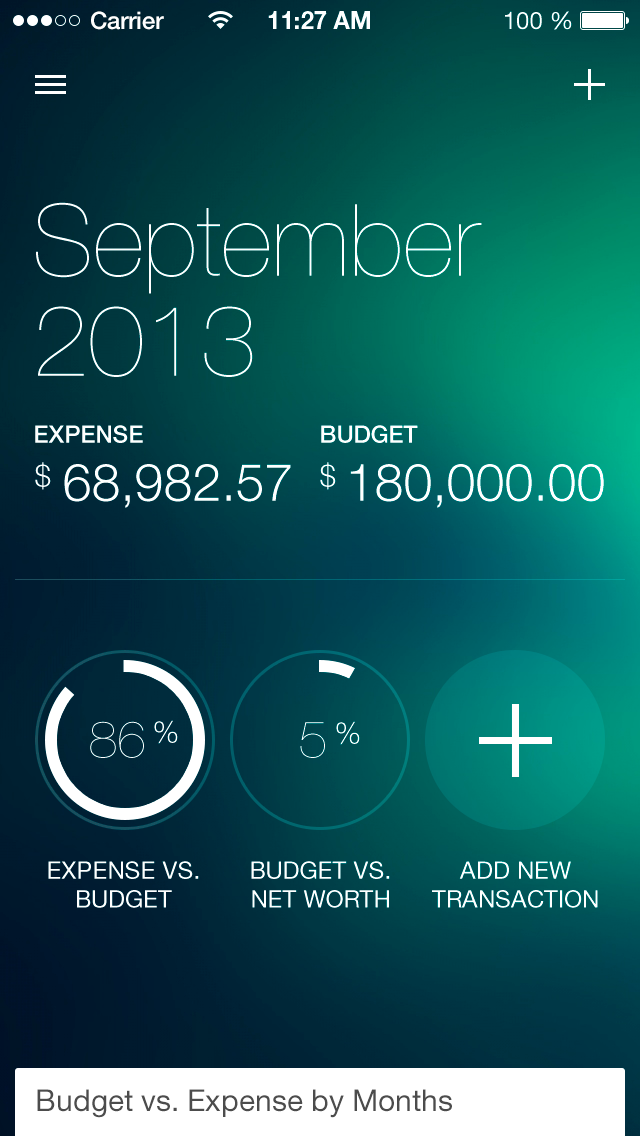 Carrier 11:27 AM 100 %
September
2013
EXPENSE BUDGET
$ 68,982.57 $ 180,000.00
86 % 5 %
EXPENSE VS. BUDGET VS. ADD NEW
BUDGET NET WORTH TRANSACTION
Budget vs. Expense by Months